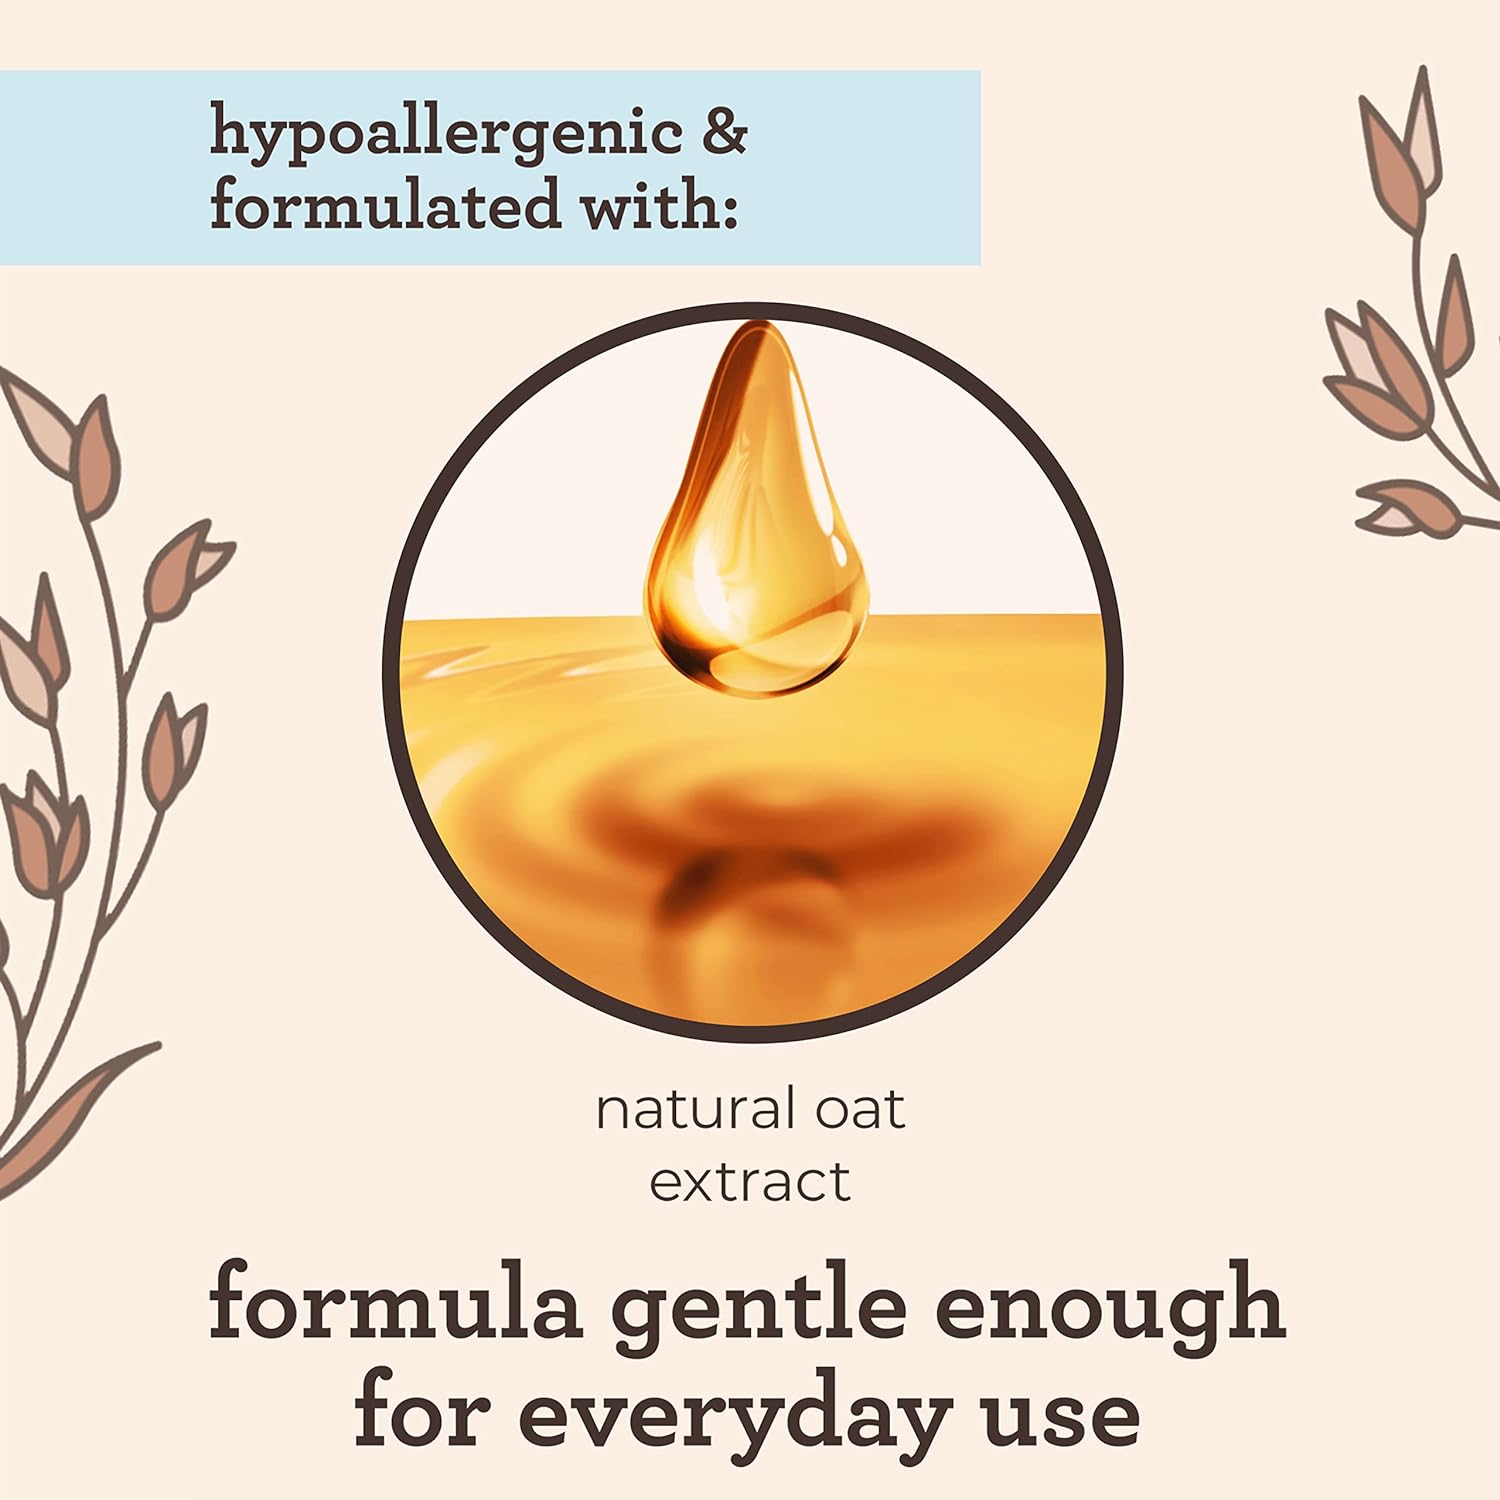 hypoallergenic &
formulated with:
natural oat
extract
formula gentle enough
for everyday use